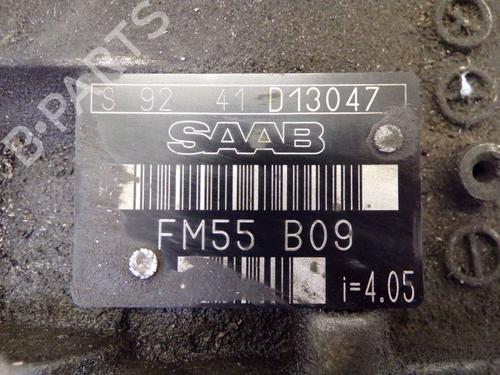 B-PARTS
S 92 41 D13047
SAAB
FM55 B09
i=4.05